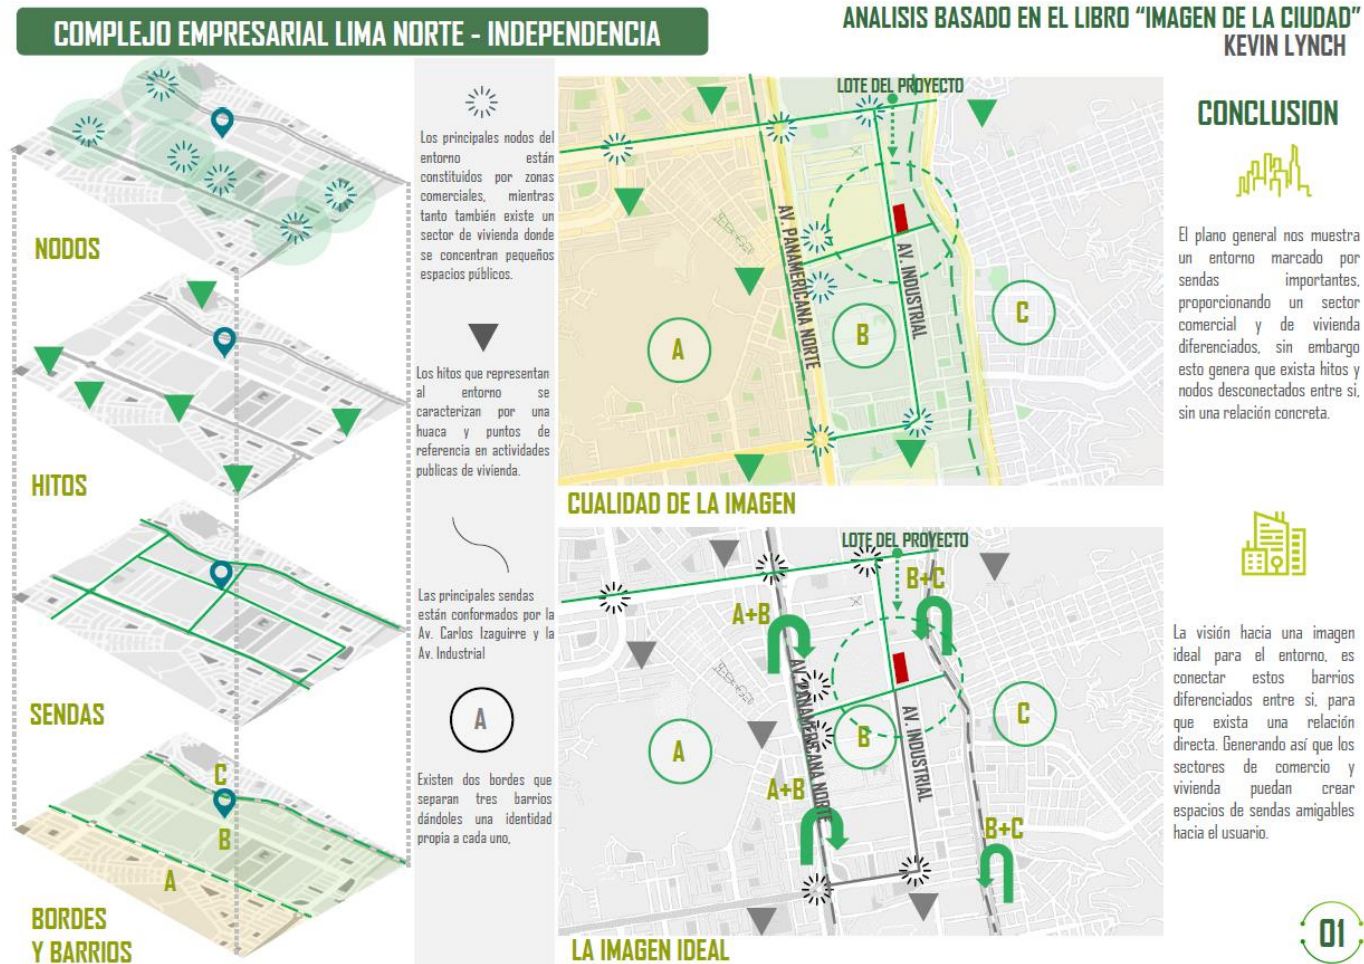 COMPLEJO EMPRESARIAL LIMA NORTE - INDEPENDENCIA
ANALISIS BASADO EN EL LIBRO “IMAGEN DE LA CIUDAD”
KEVIN LYNCH
NODOS
HITOS
SENDAS
C
B
A
BORDES
Y BARRIOS
Los principales nodos del
entorno están
constituidos por zonas
comerciales, mientras
tanto también existe un
sector de vivienda donde
se concentran pequeños
espacios públicos.
Los hitos que representan
al entorno se
caracterizan por una
huaca y puntos de
referencia en actividades
publicas de vivienda.
Las principales sendas
están conformados por la
Av. Carlos Izaguirre y la
Av. Industrial
A
Existen dos bordes que
separan tres barrios
dándoles una identidad
propia a cada uno,
LOTE DEL PROYECTO
AV. PANAMERICANA NORTE
AV. INDUSTRIAL
A
B
C
CUALIDAD DE LA IMAGEN
LOTE DEL PROYECTO
B+C
A+B
AV. PANAMERICANA NORTE
AV. INDUSTRIAL
A
B
C
A+B
B+C
LA IMAGEN IDEAL
CONCLUSION
El plano general nos muestra
un entorno marcado por
sendas importantes,
proporcionando un sector
comercial y de vivienda
diferenciados, sin embargo
esto genera que exista hitos y
nodos desconectados entre si,
sin una relación concreta.
La visión hacia una imagen
ideal para el entorno, es
conectar estos barrios
diferenciados entre si, para
que exista una relación
directa. Generando así que los
sectores de comercio y
vivienda puedan crear
espacios de sendas amigables
hacia el usuario.
01